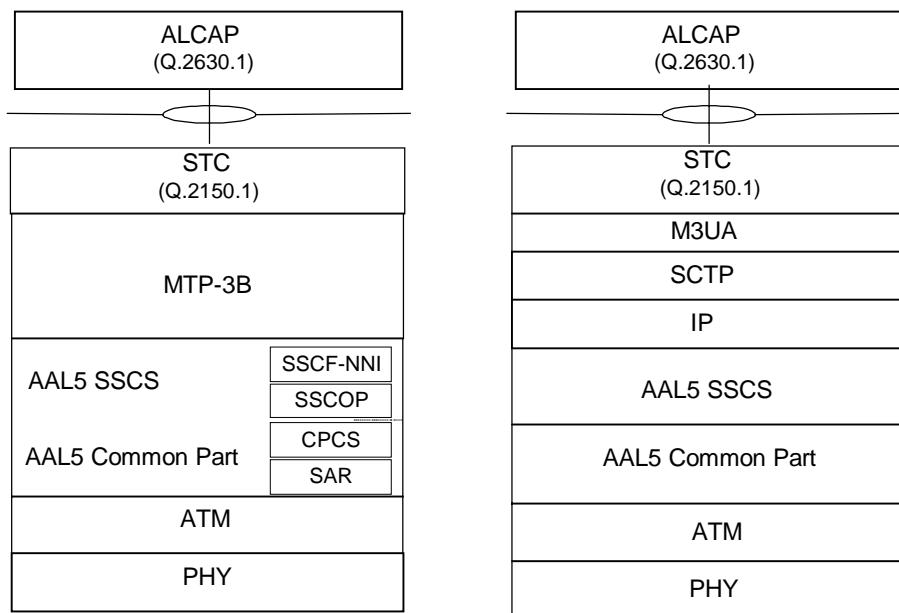 ALCAP
(Q.2630.1)
STC
(Q.2150.1)
MTP-3B
AAL5 SSCS
SSCF-NNI
SSCOP
AAL5 Common Part
CPCS
SAR
ATM
PHY
ALCAP
(Q.2630.1)
STC
(Q.2150.1)
M3UA
SCTP
IP
AAL5 SSCS
AAL5 Common Part
ATM
PHY